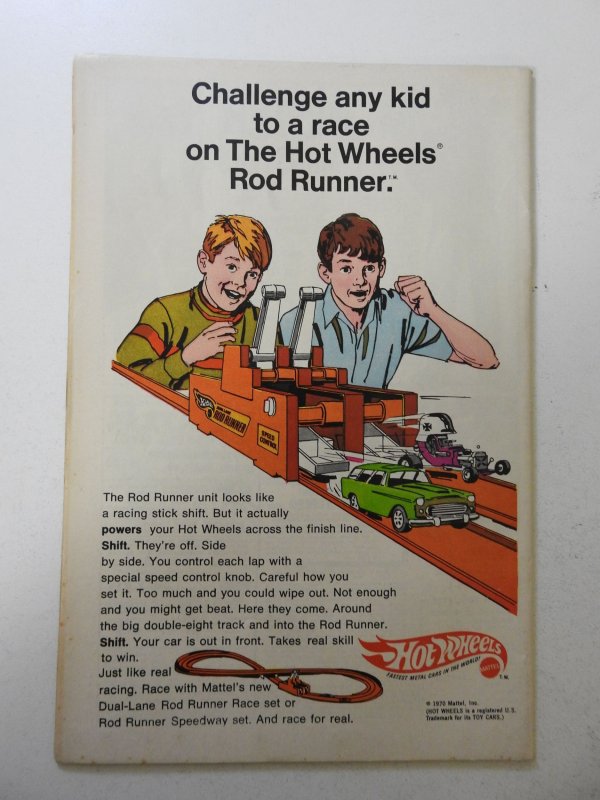 Challenge any kid
to a race
on The Hot Wheels®
Rod Runner.™
ROD RUNNER
SPEED
CONTROL
The Rod Runner unit looks like
a racing stick shift. But it actually
powers your Hot Wheels across the finish line.
Shift. They're off. Side
by side. You control each lap with a
special speed control knob. Careful how you
set it. Too much and you could wipe out. Not enough
and you might get beat. Here they come. Around
the big double-eight track and into the Rod Runner.
Shift. Your car is out in front. Takes real skill
to win.
Just like real
racing. Race with Mattel's new
Dual-Lane Rod Runner Race set or
Rod Runner Speedway set. And race for real.
HOT WHEELS
FASTEST METAL CARS IN THE WORLD!
MATTEL
T.M.
© 1970 Mattel, Inc.
(HOT WHEELS is a registered U.S.
Trademark for its TOY CARS.)